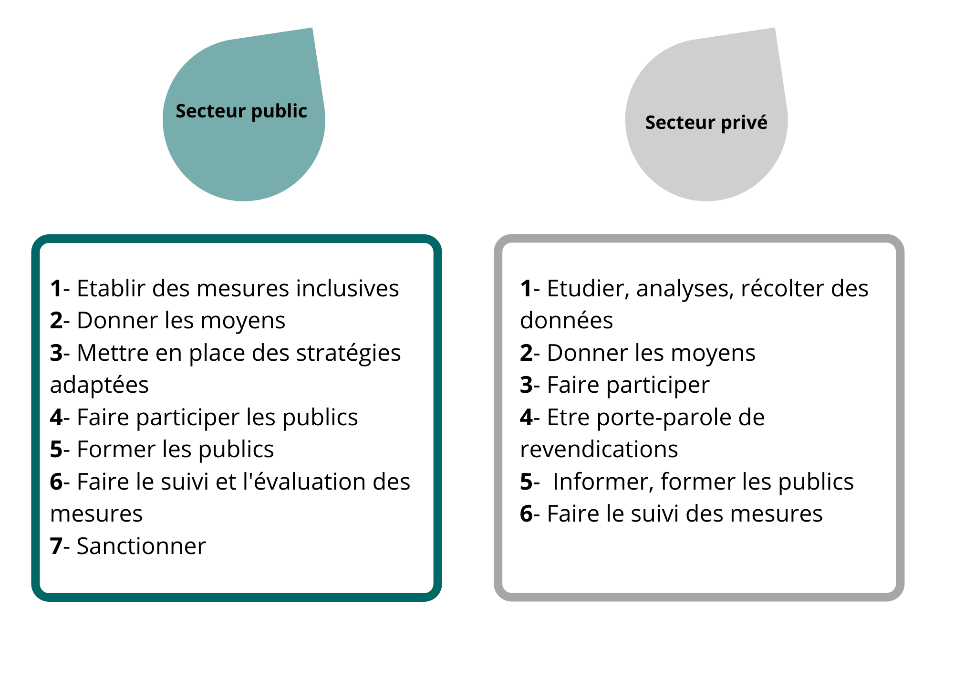 Secteur public
1- Etablir des mesures inclusives
2- Donner les moyens
3- Mettre en place des stratégies
adaptées
4- Faire participer les publics
5- Former les publics
6- Faire le suivi et l'évaluation des
mesures
7- Sanctionner
Secteur privé
1- Etudier, analyses, récolter des
données
2- Donner les moyens
3- Faire participer
4- Etre porte-parole de
revendications
5-  Informer, former les publics
6- Faire le suivi des mesures